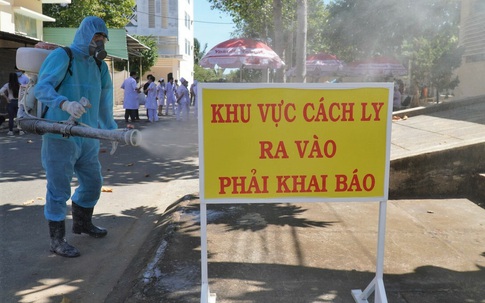 KHU VỰC CÁCH LY
RA VÀO
PHẢI KHAI BÁO